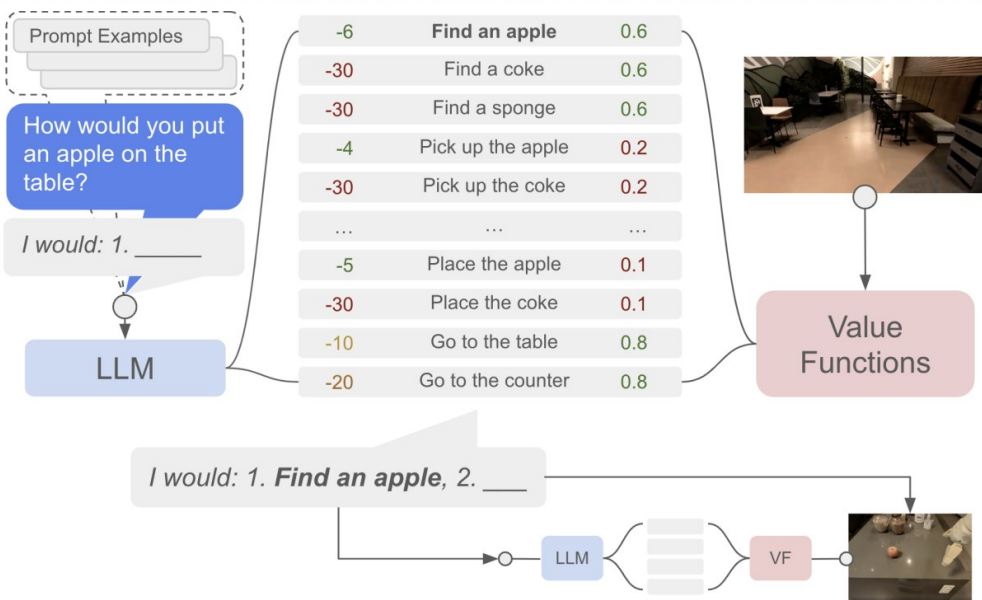 Prompt Examples
How would you put
an apple on the
table?
I would: 1. _____
LLM
-6 Find an apple 0.6
-30 Find a coke 0.6
-30 Find a sponge 0.6
-4 Pick up the apple 0.2
-30 Pick up the coke 0.2
... ... ...
-5 Place the apple 0.1
-30 Place the coke 0.1
-10 Go to the table 0.8
-20 Go to the counter 0.8
Value
Functions
I would: 1. Find an apple, 2. ___
LLM
VF